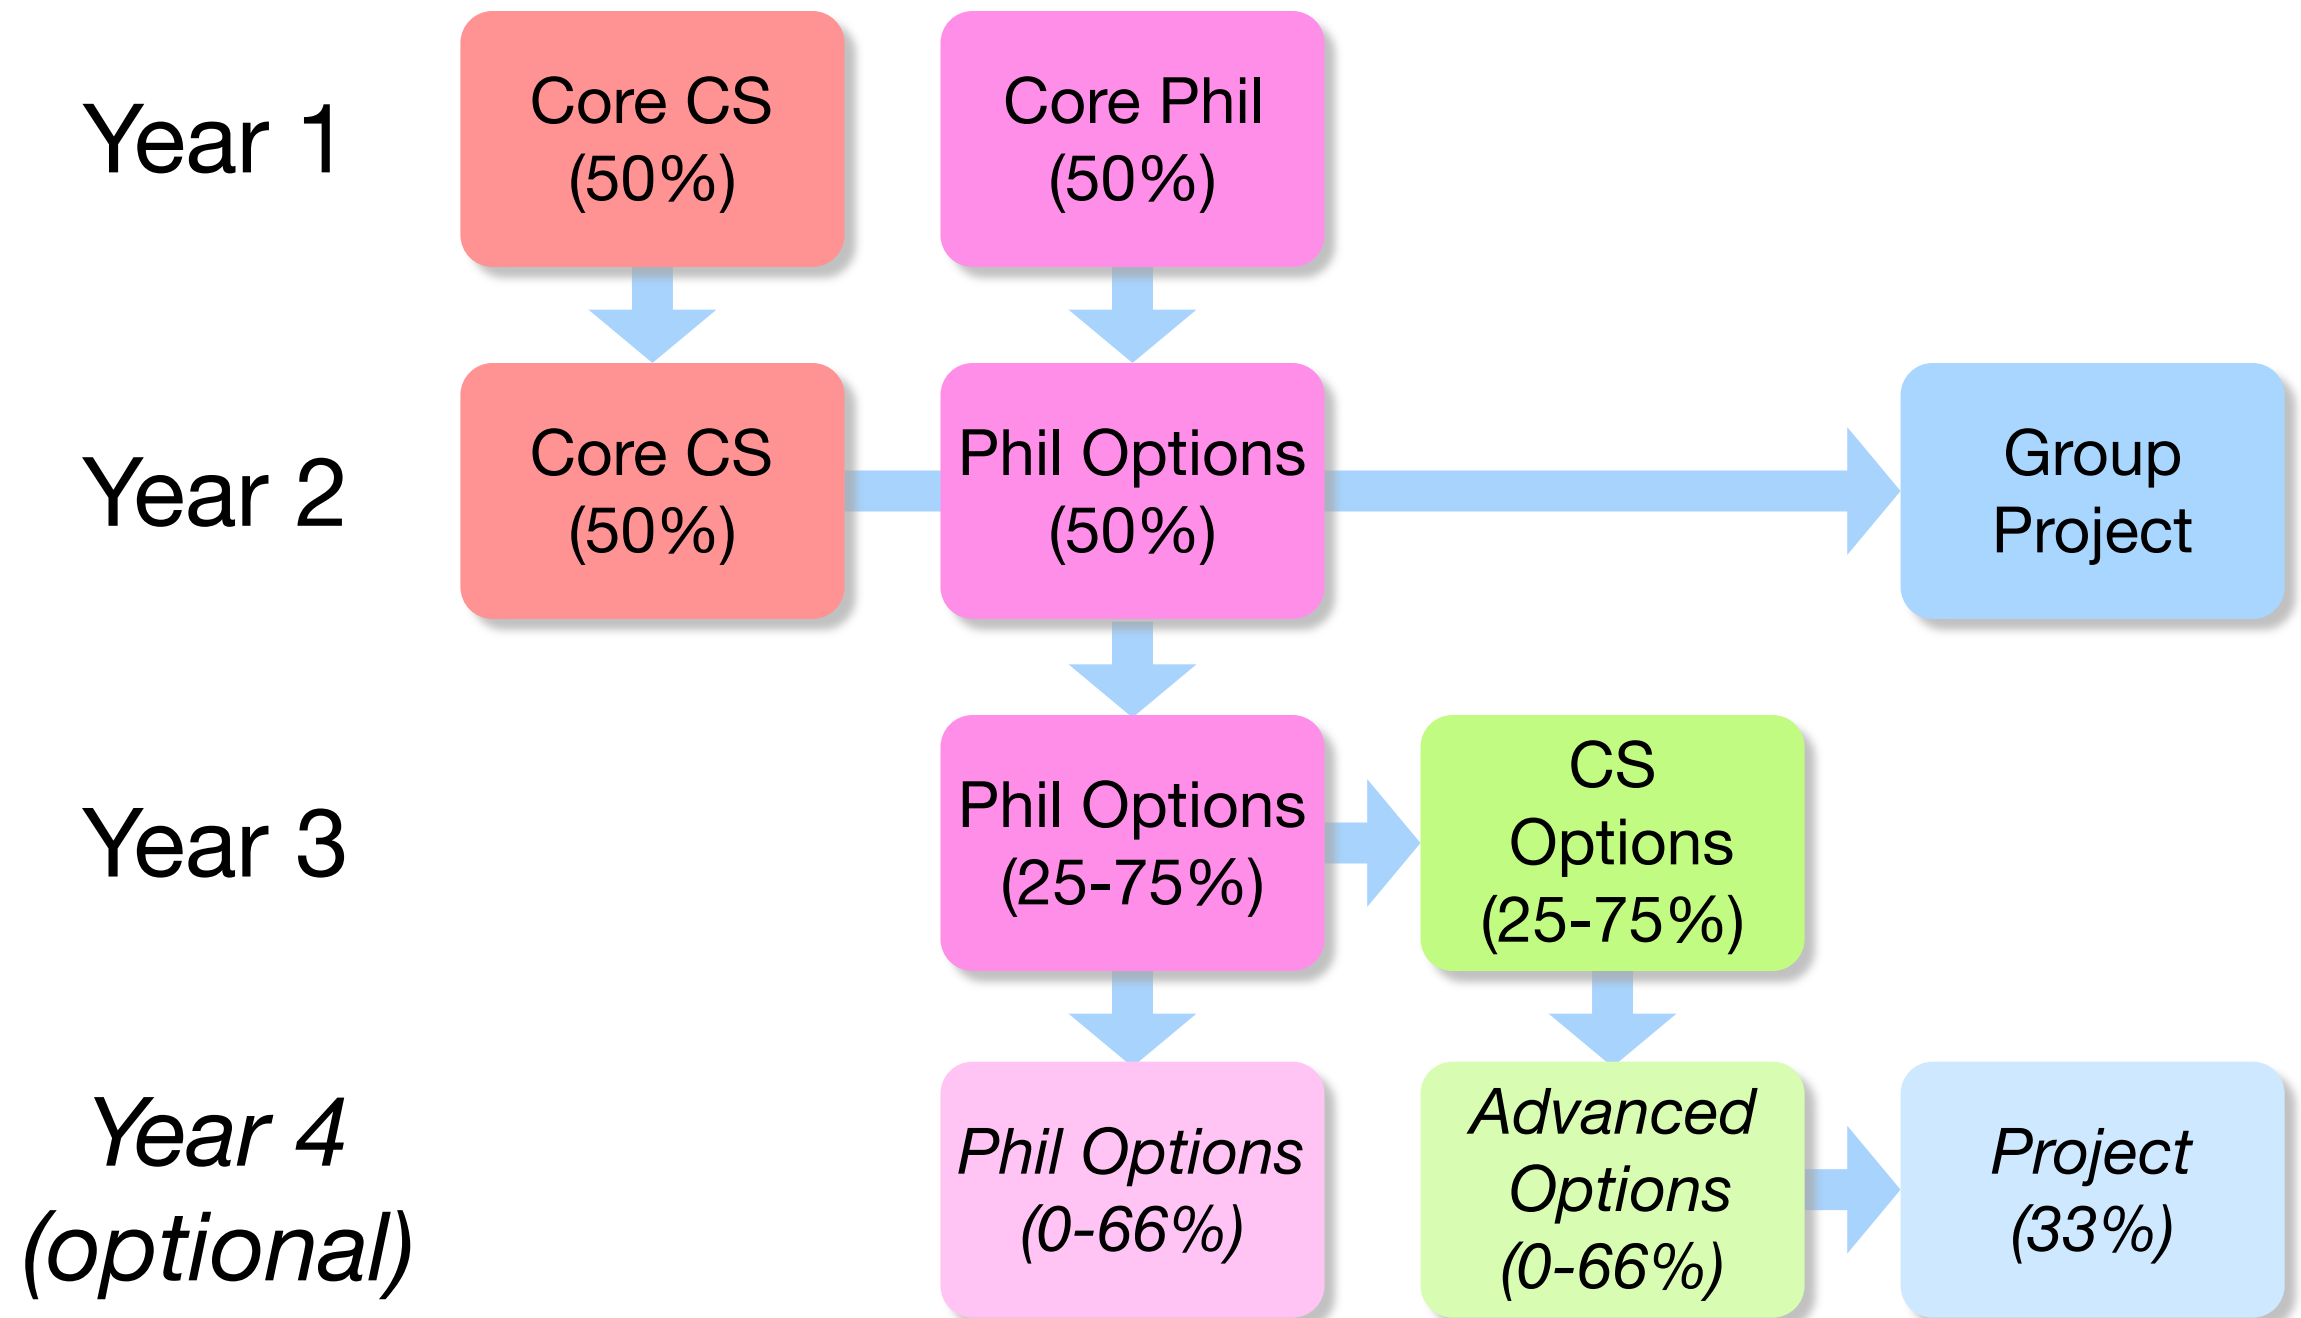 Year 1
Core CS
(50%)
Core Phil
(50%)
Year 2
Core CS
(50%)
Phil Options
(50%)
Group
Project
Year 3
Phil Options
(25-75%)
CS
Options
(25-75%)
Year 4
(optional)
Phil Options
(0-66%)
Advanced
Options
(0-66%)
Project
(33%)